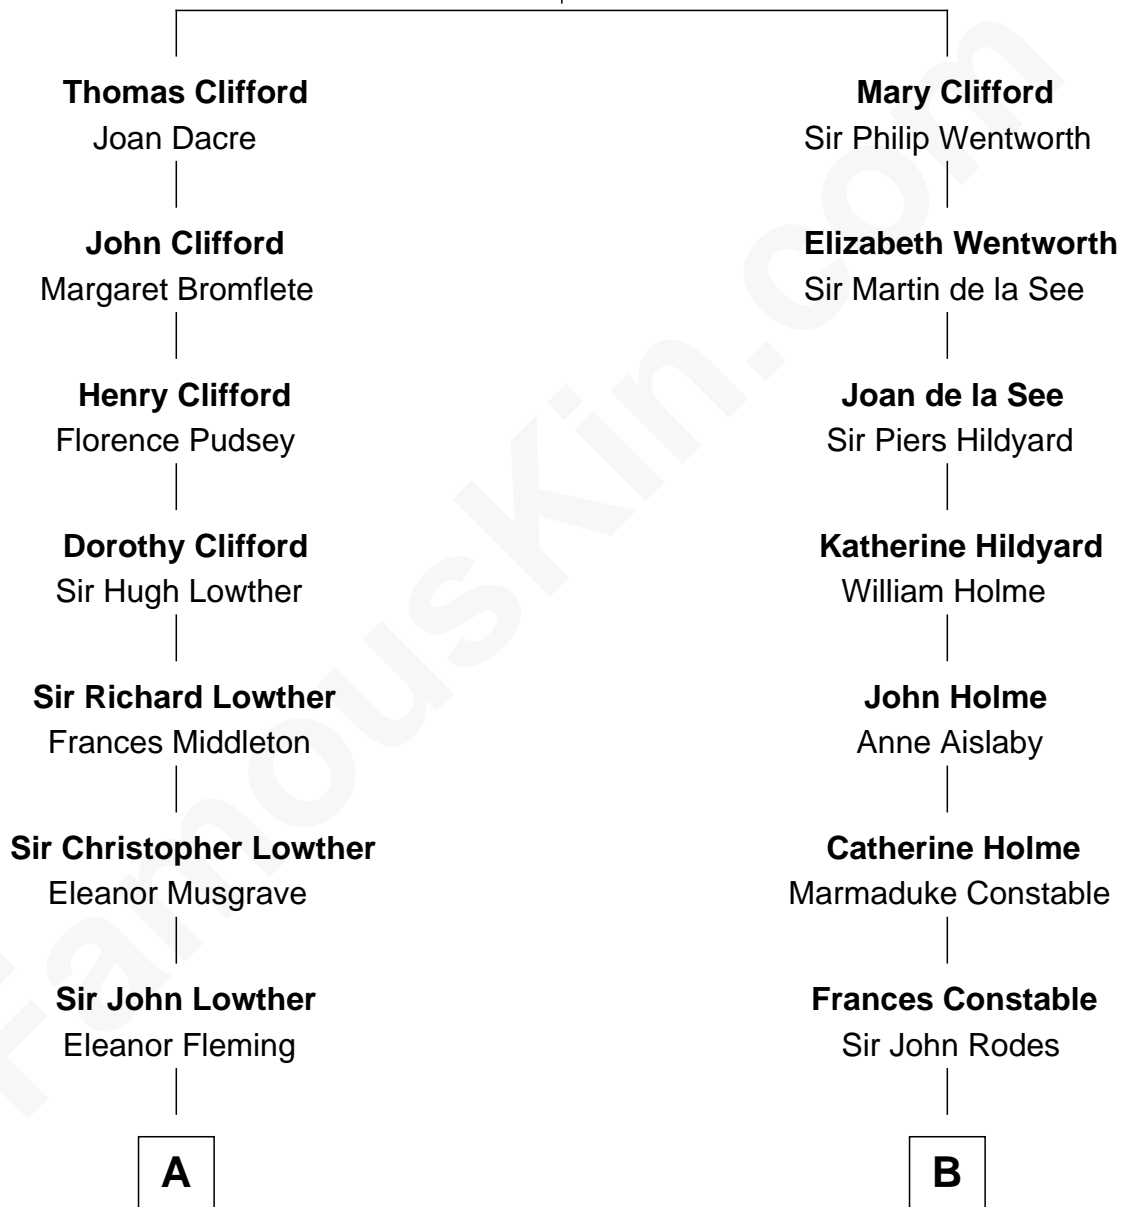 Thomas Clifford
Joan Dacre
John Clifford
Margaret Bromflete
Henry Clifford
Florence Pudsey
Dorothy Clifford
Sir Hugh Lowther
Sir Richard Lowther
Frances Middleton
Sir Christopher Lowther
Eleanor Musgrave
Sir John Lowther
Eleanor Fleming
A
Mary Clifford
Sir Philip Wentworth
Elizabeth Wentworth
Sir Martin de la See
Joan de la See
Sir Piers Hildyard
Katherine Hildyard
William Holme
John Holme
Anne Aislaby
Catherine Holme
Marmaduke Constable
Frances Constable
Sir John Rodes
B
FamousKin.com